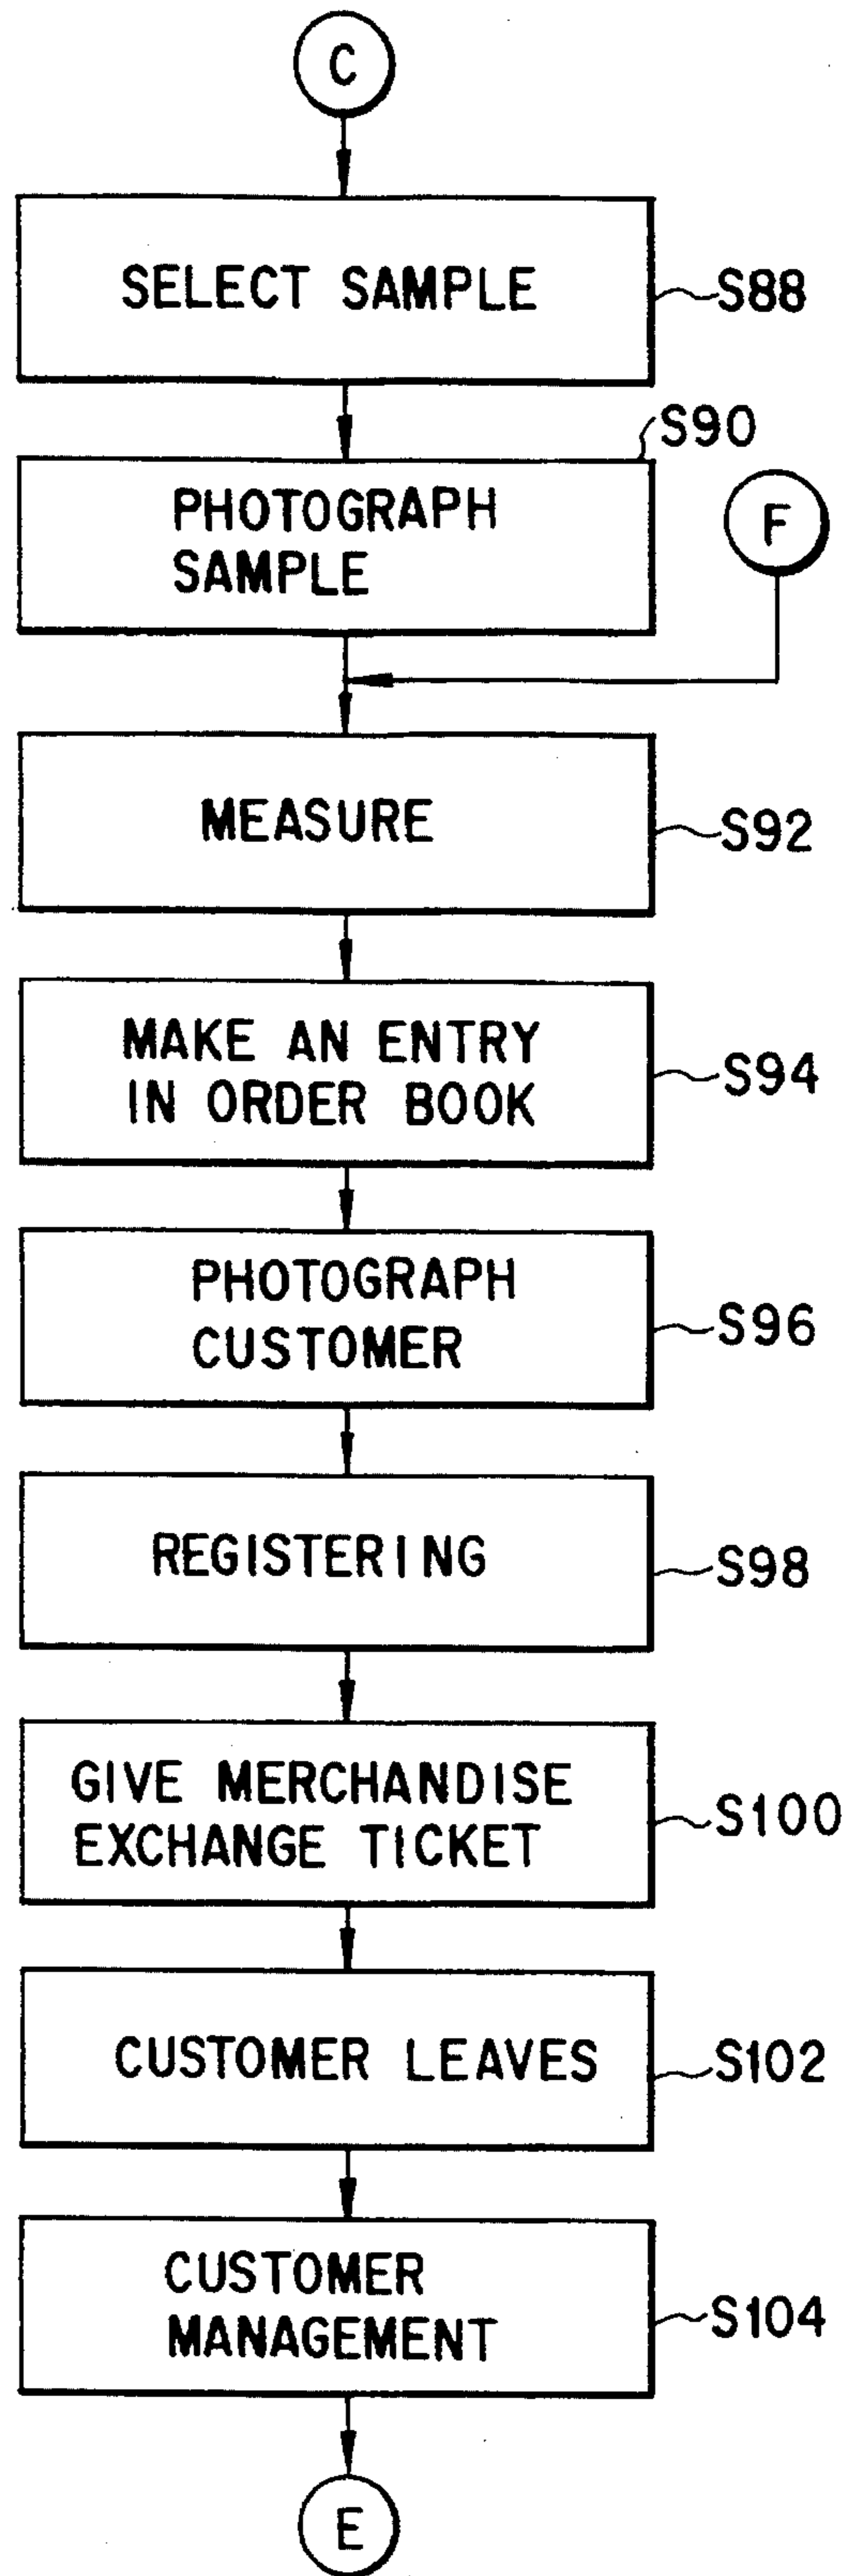 C
SELECT SAMPLE
S88
S90
PHOTOGRAPH
SAMPLE
F
MEASURE
S92
MAKE AN ENTRY
IN ORDER BOOK
S94
PHOTOGRAPH
CUSTOMER
S96
REGISTERING
S98
GIVE MERCHANDISE
EXCHANGE TICKET
S100
CUSTOMER LEAVES
S102
CUSTOMER
MANAGEMENT
S104
E